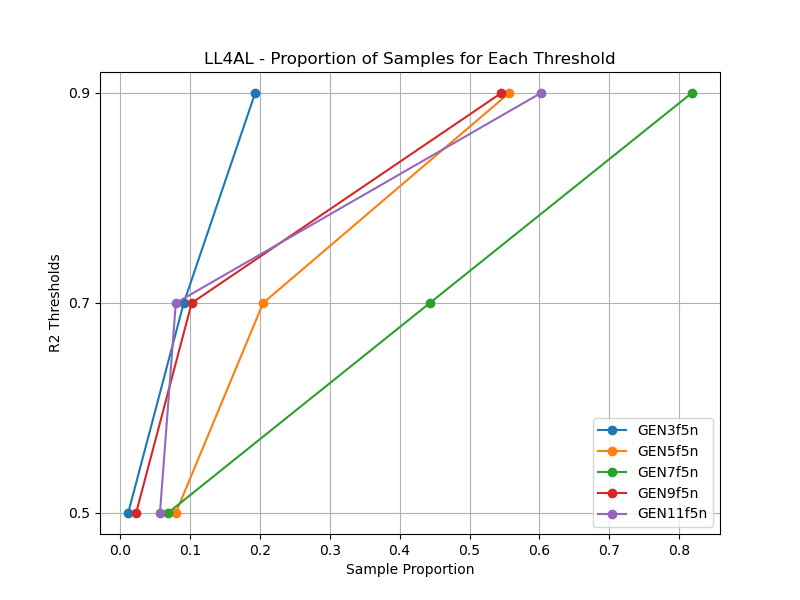 LL4AL - Proportion of Samples for Each Threshold
0.9
0.7
0.5
R2 Thresholds
0.0 0.1 0.2 0.3 0.4 0.5 0.6 0.7 0.8
Sample Proportion
GEN3f5n
GEN5f5n
GEN7f5n
GEN9f5n
GEN11f5n